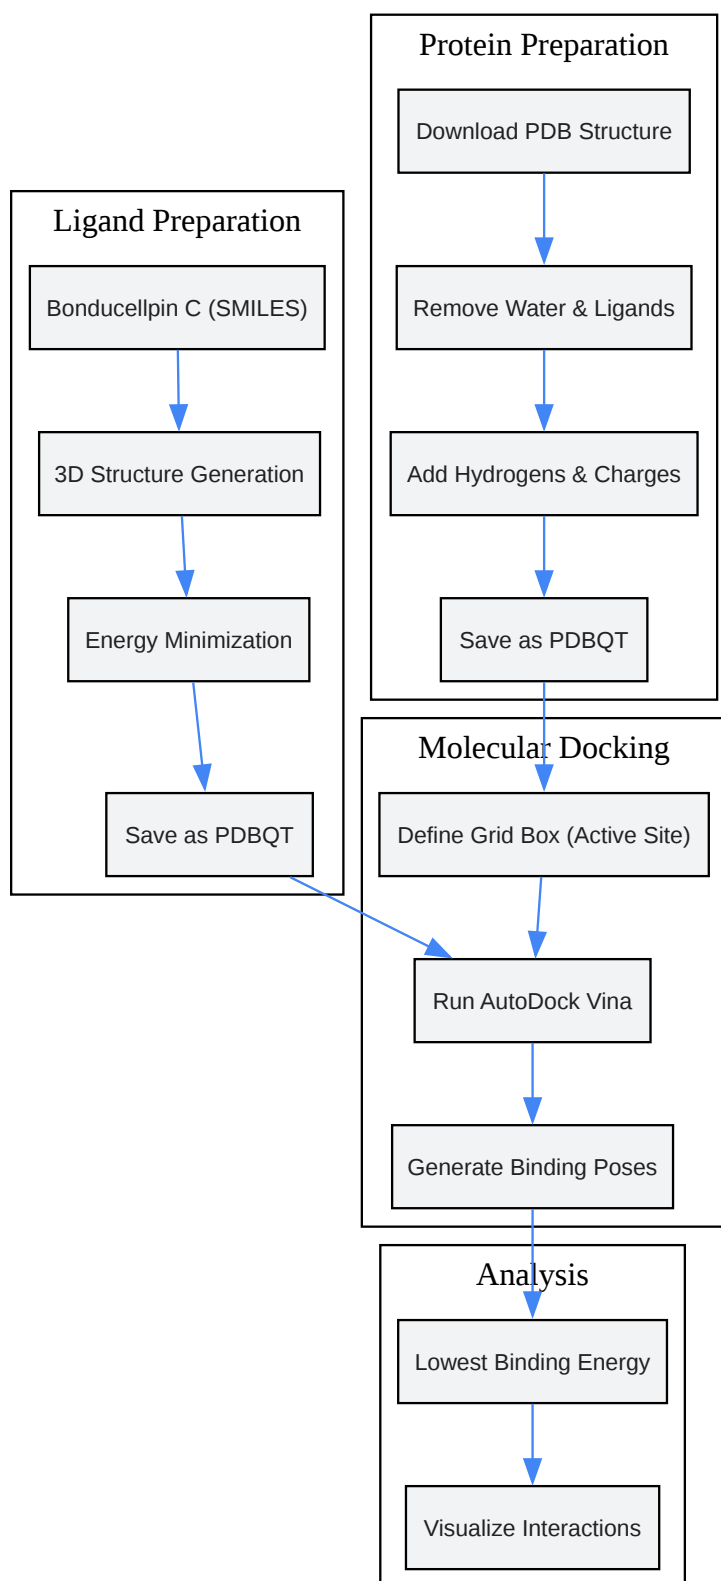 Protein Preparation
Download PDB Structure
Remove Water & Ligands
Add Hydrogens & Charges
Save as PDBQT
Ligand Preparation
Bonducellpin C (SMILES)
3D Structure Generation
Energy Minimization
Save as PDBQT
Molecular Docking
Define Grid Box (Active Site)
Run AutoDock Vina
Generate Binding Poses
Analysis
Lowest Binding Energy
Visualize Interactions